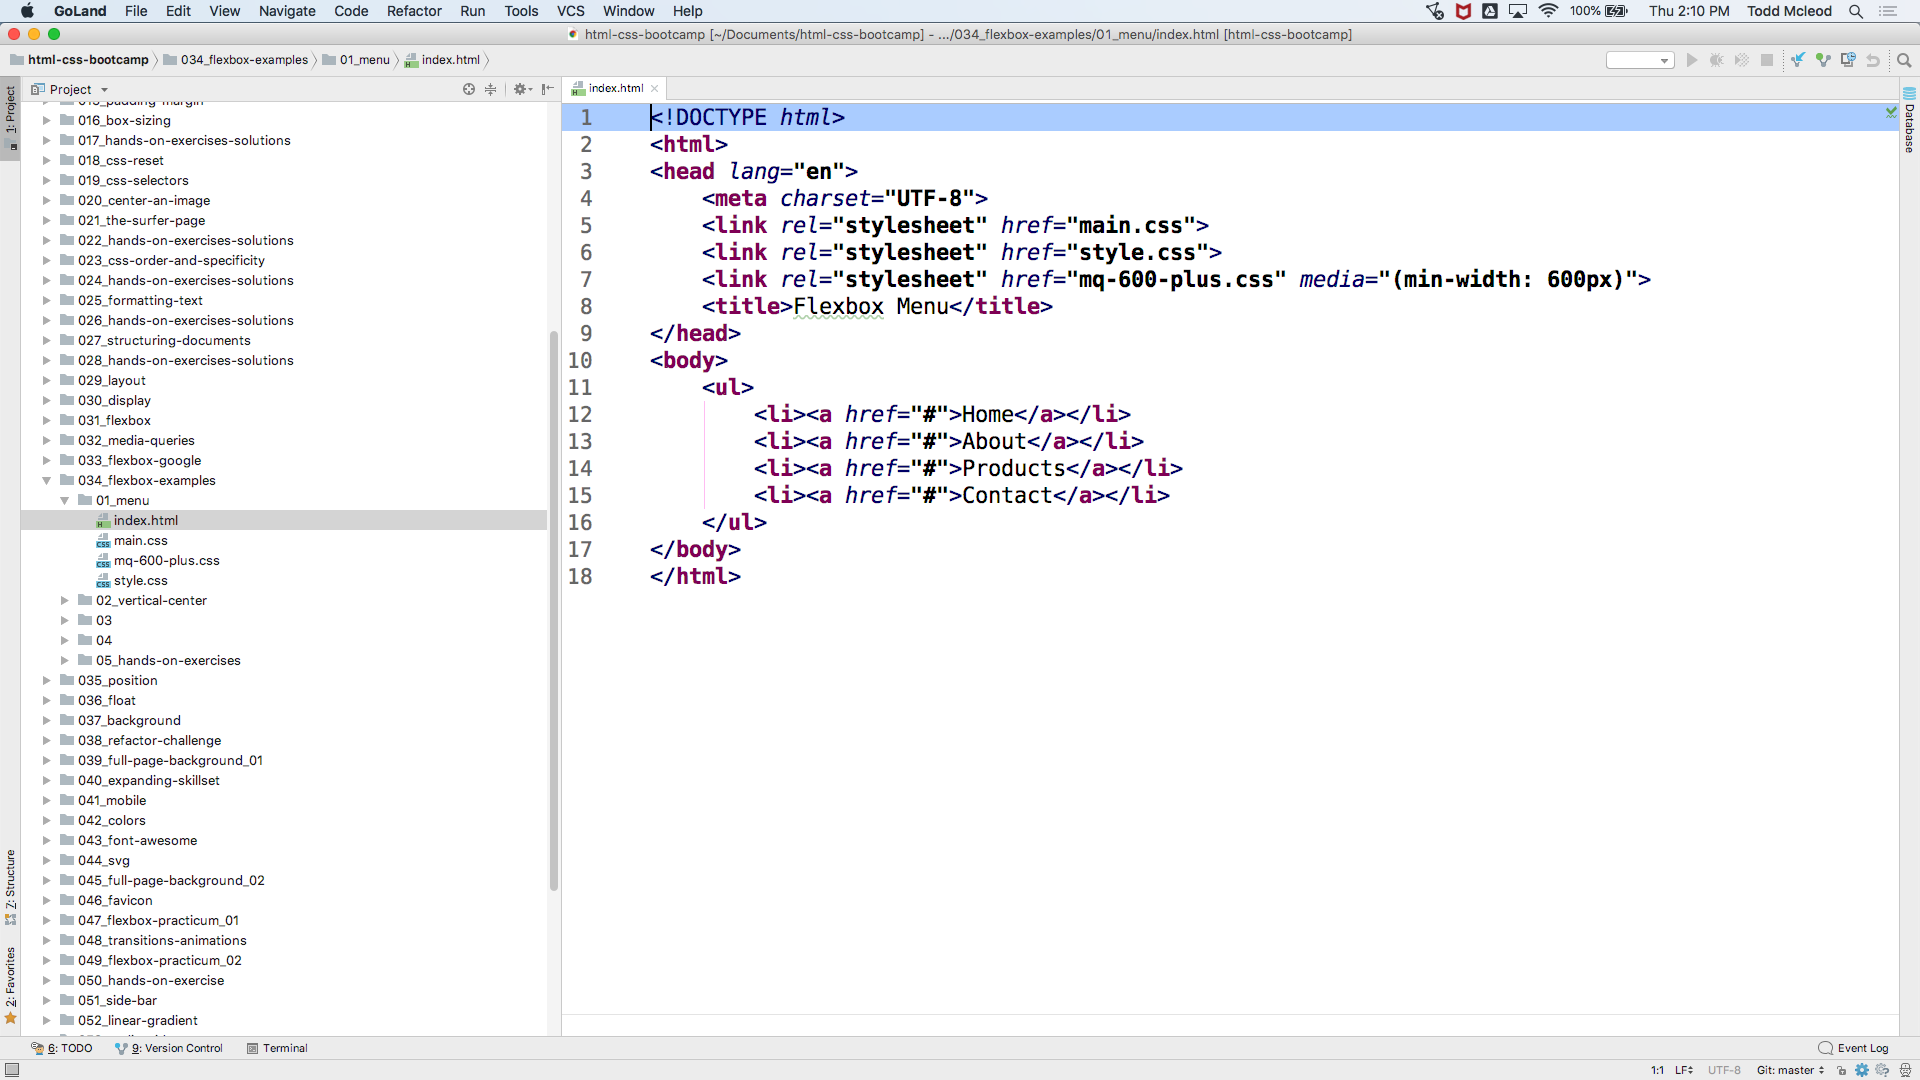 GoLand File Edit View Navigate Code Refactor Run Tools VCS Window Help 100% Thu 2:10 PM Todd Mcleod
html-css-bootcamp [~/Documents/html-css-bootcamp] - .../034_flexbox-examples/01_menu/index.html [html-css-bootcamp]
html-css-bootcamp 034_flexbox-examples 01_menu index.html
1: Project
Project
015_padding-margin
016_box-sizing
017_hands-on-exercises-solutions
018_css-reset
019_css-selectors
020_center-an-image
021_the-surfer-page
022_hands-on-exercises-solutions
023_css-order-and-specificity
024_hands-on-exercises-solutions
025_formatting-text
026_hands-on-exercises-solutions
027_structuring-documents
028_hands-on-exercises-solutions
029_layout
030_display
031_flexbox
032_media-queries
033_flexbox-google
034_flexbox-examples
01_menu
index.html
main.css
mq-600-plus.css
style.css
02_vertical-center
03
04
05_hands-on-exercises
035_position
036_float
037_background
038_refactor-challenge
039_full-page-background_01
040_expanding-skillset
041_mobile
042_colors
043_font-awesome
044_svg
045_full-page-background_02
046_favicon
047_flexbox-practicum_01
048_transitions-animations
049_flexbox-practicum_02
050_hands-on-exercise
051_side-bar
052_linear-gradient
7: Structure
2: Favorites
index.html
1 <!DOCTYPE html>
2 <html>
3 <head lang="en">
4 <meta charset="UTF-8">
5 <link rel="stylesheet" href="main.css">
6 <link rel="stylesheet" href="style.css">
7 <link rel="stylesheet" href="mq-600-plus.css" media="(min-width: 600px)">
8 <title>Flexbox Menu</title>
9 </head>
10 <body>
11 <ul>
12 <li><a href="#">Home</a></li>
13 <li><a href="#">About</a></li>
14 <li><a href="#">Products</a></li>
15 <li><a href="#">Contact</a></li>
16 </ul>
17 </body>
18 </html>
Database
6: TODO 9: Version Control Terminal Event Log
1:1 LF UTF-8 Git: master